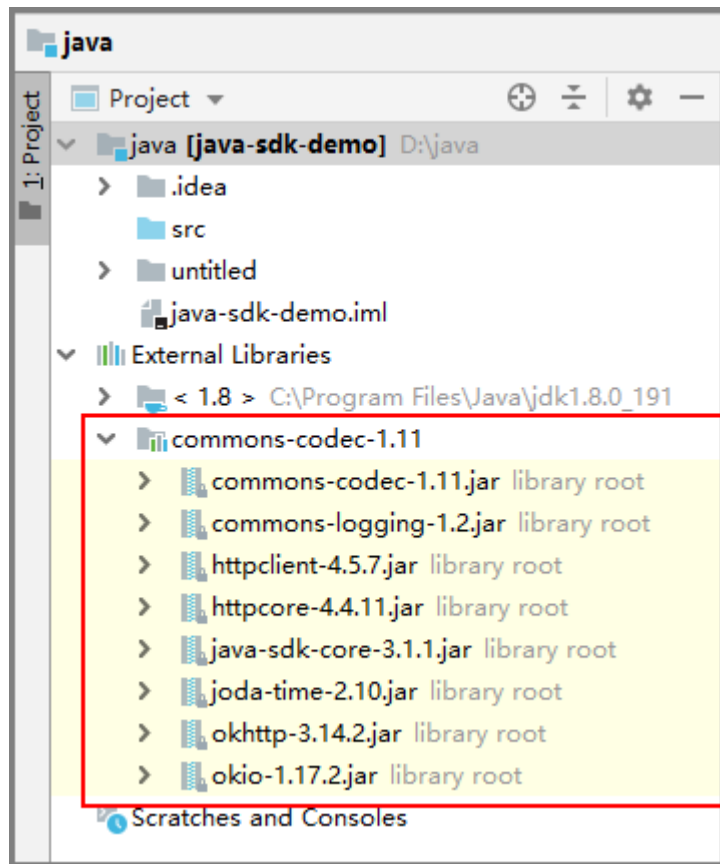 java
1: Project
Project
java [java-sdk-demo] D:\java
.idea
src
untitled
java-sdk-demo.iml
External Libraries
< 1.8 > C:\Program Files\Java\jdk1.8.0_191
commons-codec-1.11
commons-codec-1.11.jar library root
commons-logging-1.2.jar library root
httpclient-4.5.7.jar library root
httpcore-4.4.11.jar library root
java-sdk-core-3.1.1.jar library root
joda-time-2.10.jar library root
okhttp-3.14.2.jar library root
okio-1.17.2.jar library root
Scratches and Consoles